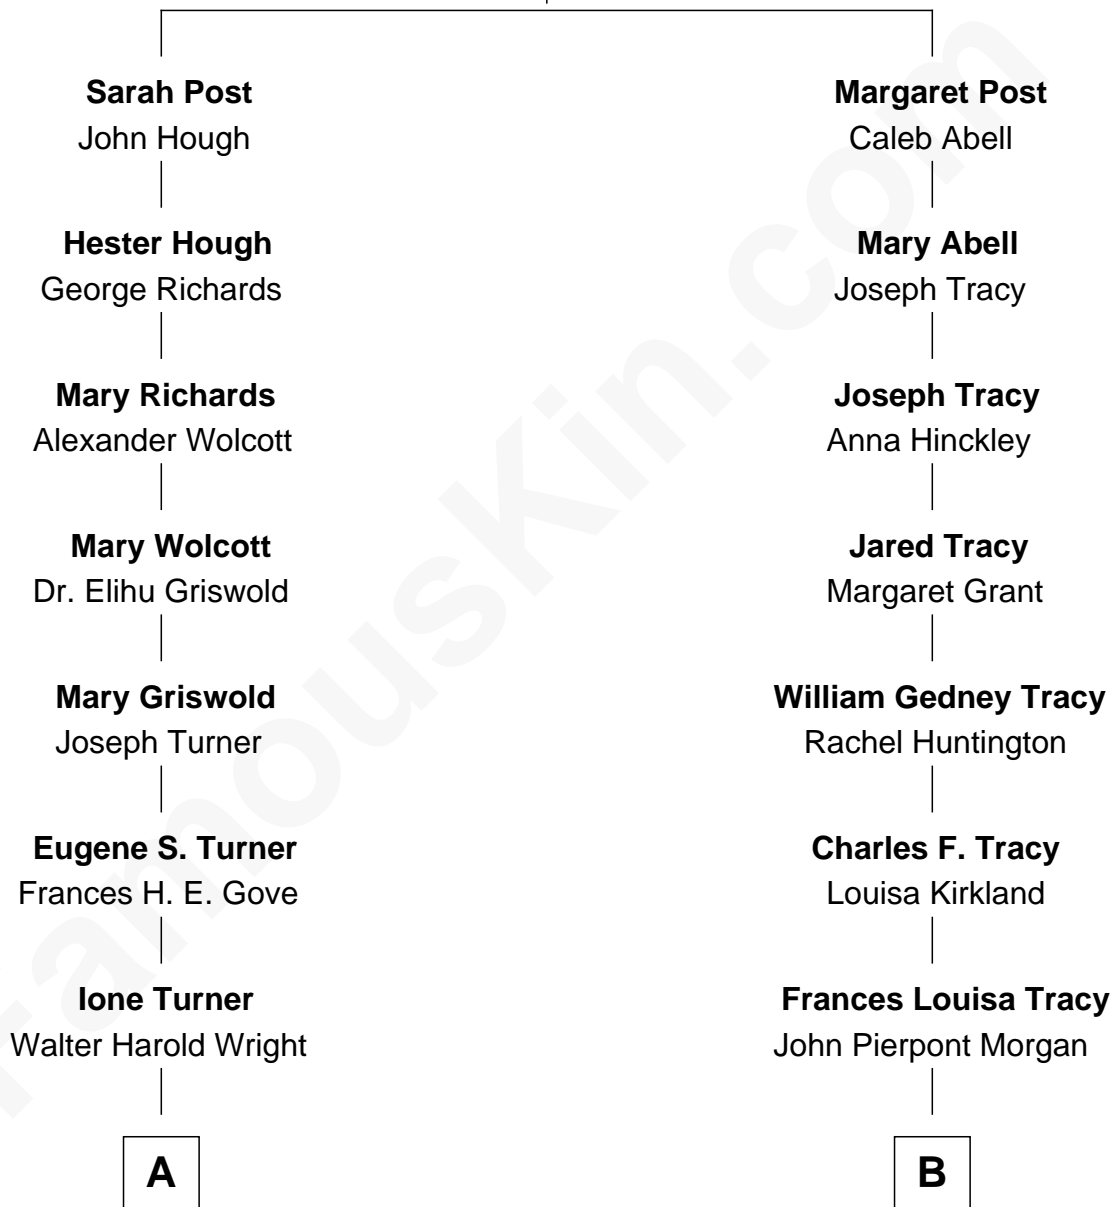 Sarah Post
John Hough
Hester Hough
George Richards
Mary Richards
Alexander Wolcott
Mary Wolcott
Dr. Elihu Griswold
Mary Griswold
Joseph Turner
Eugene S. Turner
Frances H. E. Gove
Ione Turner
Walter Harold Wright
A
Margaret Post
Caleb Abell
Mary Abell
Joseph Tracy
Joseph Tracy
Anna Hinckley
Jared Tracy
Margaret Grant
William Gedney Tracy
Rachel Huntington
Charles F. Tracy
Louisa Kirkland
Frances Louisa Tracy
John Pierpont Morgan
B
FamousKin.com